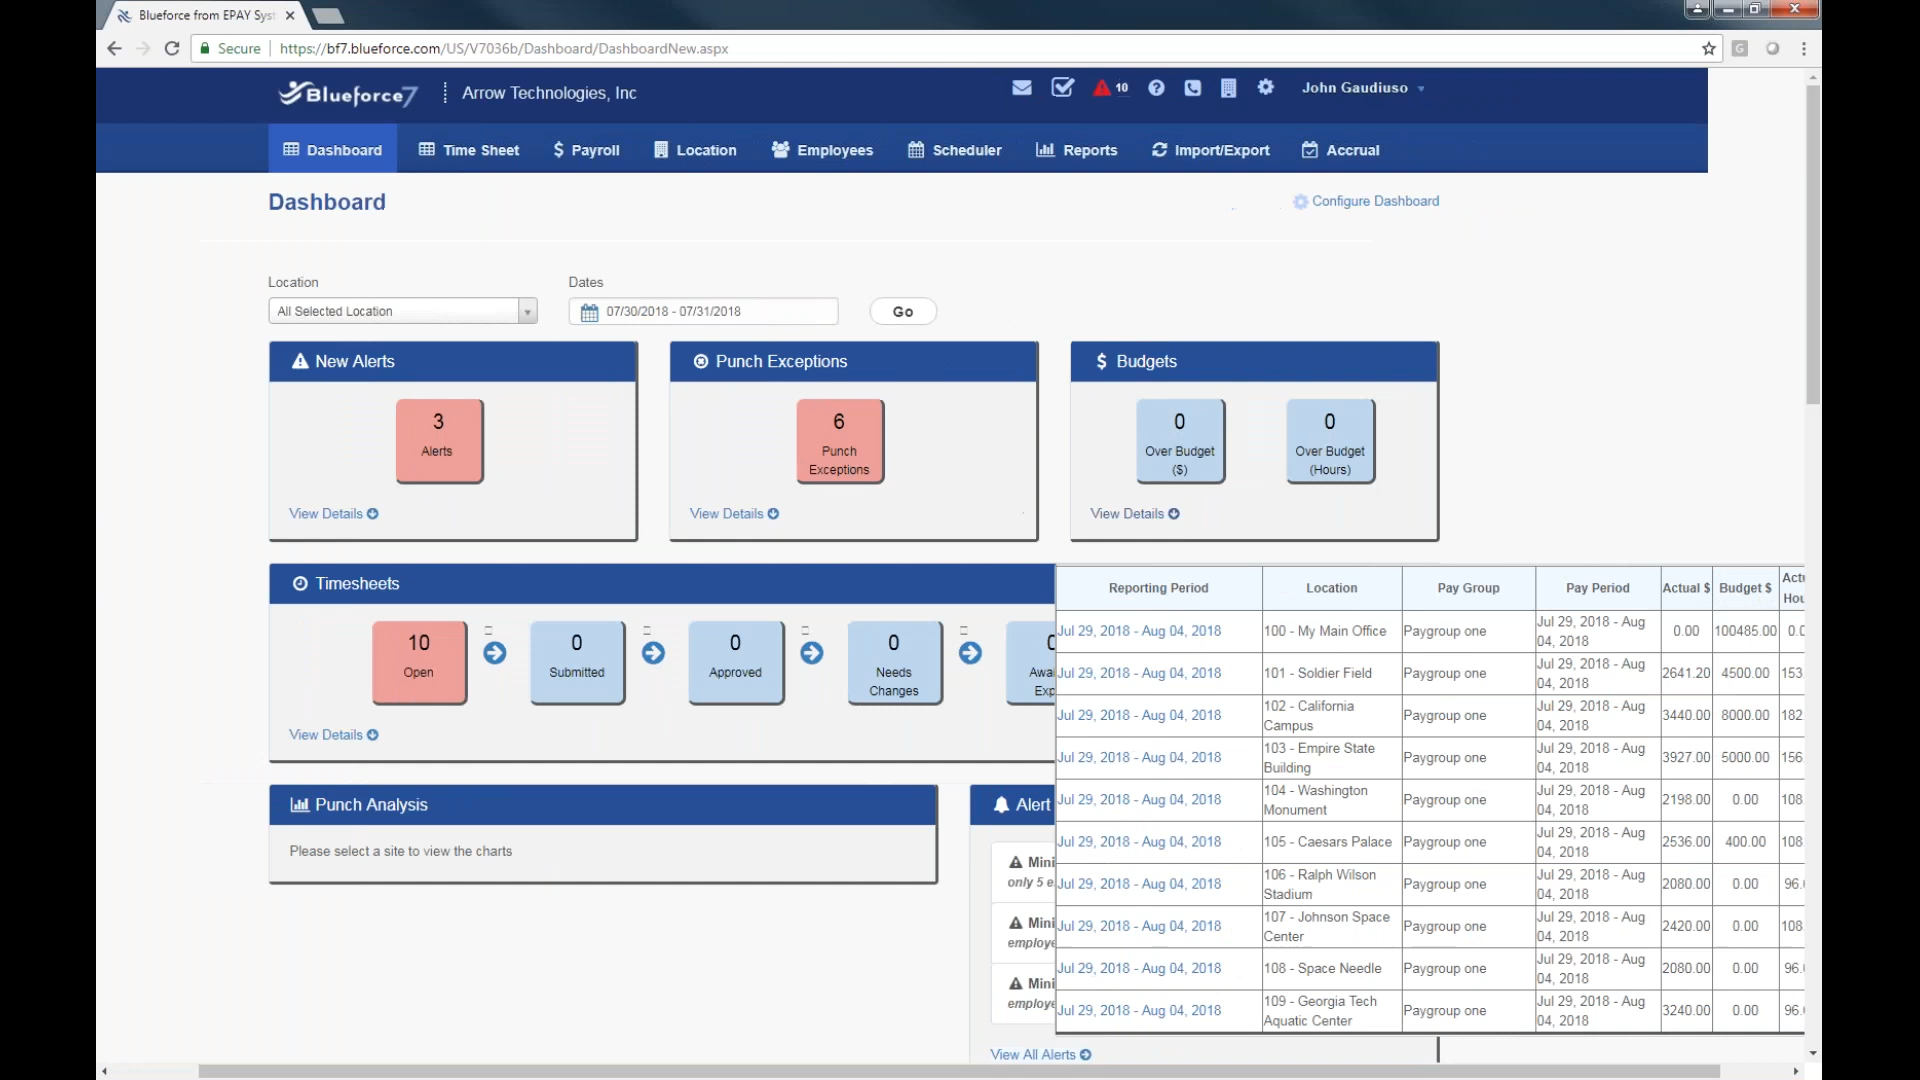 Blueforce from EPAY Syst
Secure https://bf7.blueforce.com/US/V7036b/Dashboard/DashboardNew.aspx
Blueforce7 Arrow Technologies, Inc 10 John Gaudiuso
Dashboard Time Sheet $ Payroll Location Employees Scheduler Reports Import/Export Accrual
Dashboard
Configure Dashboard
Location Dates
All Selected Location 07/30/2018 - 07/31/2018 Go
New Alerts
3
Alerts
View Details
Punch Exceptions
6
Punch
Exceptions
View Details
$ Budgets
0
Over Budget
($)
0
Over Budget
(Hours)
View Details
Timesheets
10
Open
0
Submitted
0
Approved
0
Needs
Changes
View Details
Punch Analysis
Please select a site to view the charts
Alert
Mini
only 5 e
Mini
employe
Mini
employe
View All Alerts
Reporting Period Location Pay Group Pay Period Actual $ Budget $
Jul 29, 2018 - Aug 04, 2018 100 - My Main Office Paygroup one Jul 29, 2018 - Aug 04, 2018 0.00 100485.00 0.0
Jul 29, 2018 - Aug 04, 2018 101 - Soldier Field Paygroup one Jul 29, 2018 - Aug 04, 2018 2641.20 4500.00 153
Jul 29, 2018 - Aug 04, 2018 102 - California Campus Paygroup one Jul 29, 2018 - Aug 04, 2018 3440.00 8000.00 182
Jul 29, 2018 - Aug 04, 2018 103 - Empire State Building Paygroup one Jul 29, 2018 - Aug 04, 2018 3927.00 5000.00 156
Jul 29, 2018 - Aug 04, 2018 104 - Washington Monument Paygroup one Jul 29, 2018 - Aug 04, 2018 2198.00 0.00 108
Jul 29, 2018 - Aug 04, 2018 105 - Caesars Palace Paygroup one Jul 29, 2018 - Aug 04, 2018 2536.00 400.00 108
Jul 29, 2018 - Aug 04, 2018 106 - Ralph Wilson Stadium Paygroup one Jul 29, 2018 - Aug 04, 2018 2080.00 0.00 96.
Jul 29, 2018 - Aug 04, 2018 107 - Johnson Space Center Paygroup one Jul 29, 2018 - Aug 04, 2018 2420.00 0.00 108
Jul 29, 2018 - Aug 04, 2018 108 - Space Needle Paygroup one Jul 29, 2018 - Aug 04, 2018 2080.00 0.00 96.
Jul 29, 2018 - Aug 04, 2018 109 - Georgia Tech Aquatic Center Paygroup one Jul 29, 2018 - Aug 04, 2018 3240.00 0.00 96.